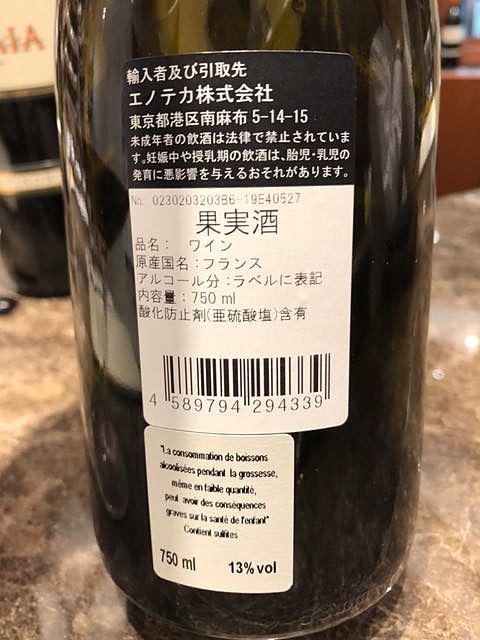 AIA
輸入者及び引取先
エノテカ株式会社
東京都港区南麻布5-14-15
未成年者の飲酒は法律で禁止されていま
す。妊娠中や授乳期の飲酒は、胎児・乳児の
発育に悪影響を与えるおそれがあります。
No. 0230203203B6-19E40527
果実酒
品名： ワイン
原産国名：フランス
アルコール分：ラベルに表記
内容量：750 ml
酸化防止剤(亜硫酸塩)含有
4 589794 294339
"La consommation de boissons
alcoolisées pendant la grossesse,
même en faible quantité,
peut avoir des conséquences
graves sur la santé de l'enfant"
Contient sulfites
750 ml 13% vol